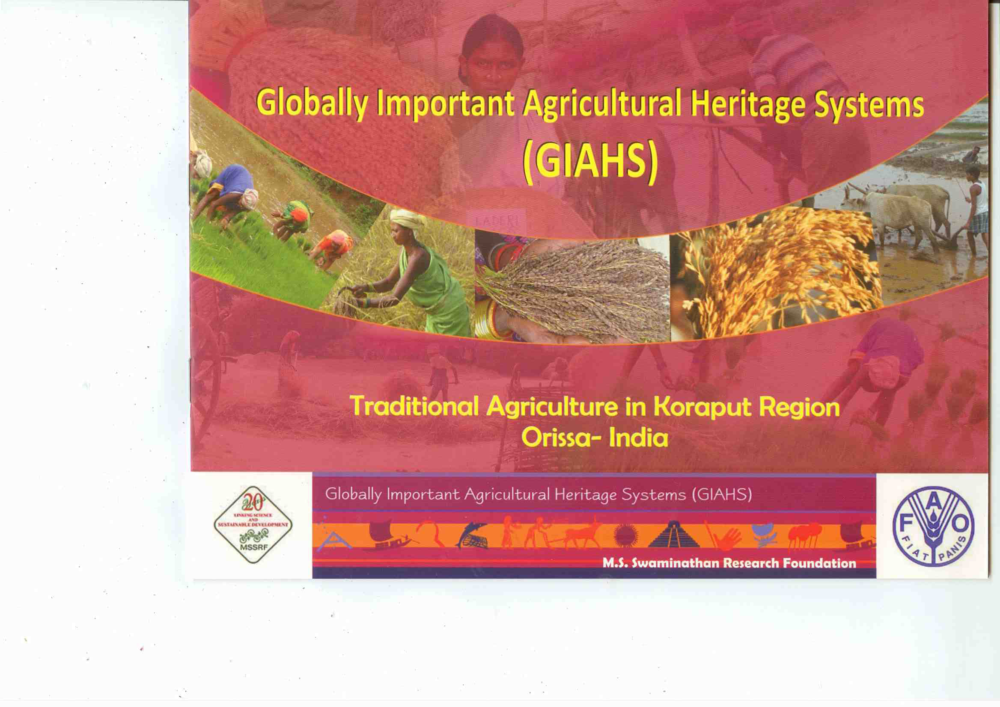 Globally Important Agricultural Heritage Systems
(GIAHS)
Traditional Agriculture in Koraput Region
Orissa- India
20
Years
LINKING SCIENCE
AND
SUSTAINABLE DEVELOPMENT
MSSRF
Globally Important Agricultural Heritage Systems (GIAHS)
M.S. Swaminathan Research Foundation
F A O
FIAT PANIS